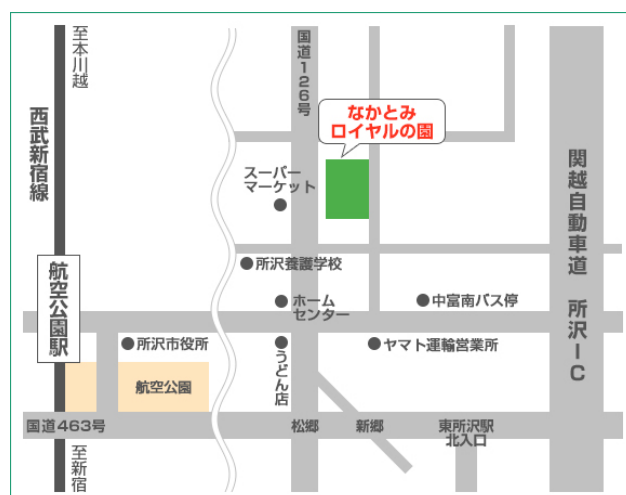 至本川越
西武新宿線
国道126号
なかとみ
ロイヤルの園
スーパー
マーケット
関越自動車道 所沢IC
所沢養護学校
航空公園駅
ホーム
センター
中富南バス停
所沢市役所
うどん店
ヤマト運輸営業所
航空公園
国道463号
松郷
新郷
東所沢駅
北入口
至新宿